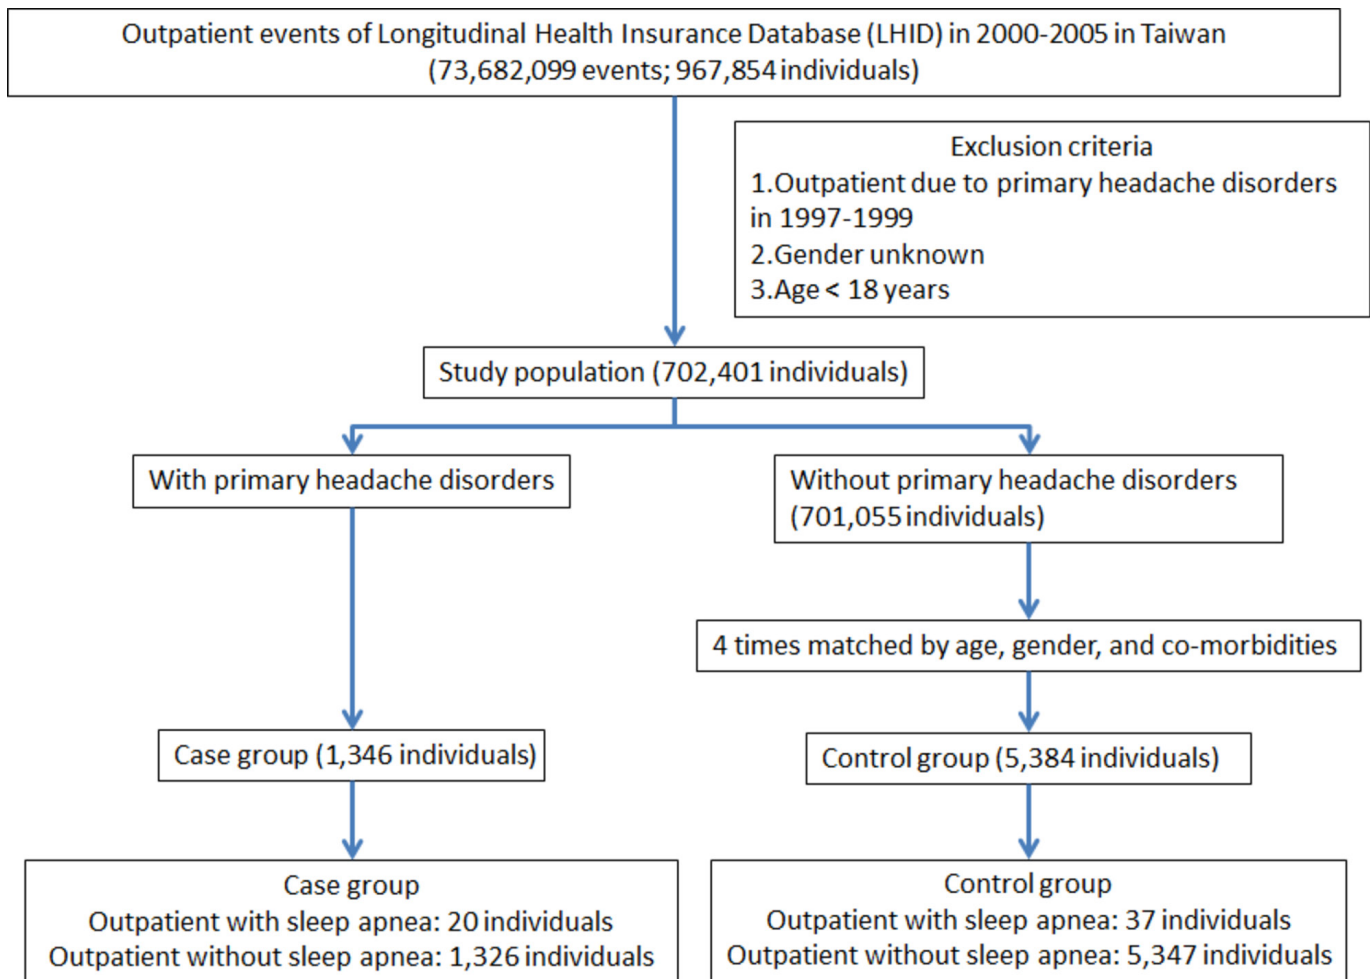 Outpatient events of Longitudinal Health Insurance Database (LHID) in 2000-2005 in Taiwan
(73,682,099 events; 967,854 individuals)
Exclusion criteria
1.Outpatient due to primary headache disorders
in 1997-1999
2.Gender unknown
3.Age < 18 years
Study population (702,401 individuals)
With primary headache disorders
Without primary headache disorders
(701,055 individuals)
4 times matched by age, gender, and co-morbidities
Case group (1,346 individuals)
Control group (5,384 individuals)
Case group
Outpatient with sleep apnea: 20 individuals
Outpatient without sleep apnea: 1,326 individuals
Control group
Outpatient with sleep apnea: 37 individuals
Outpatient without sleep apnea: 5,347 individuals